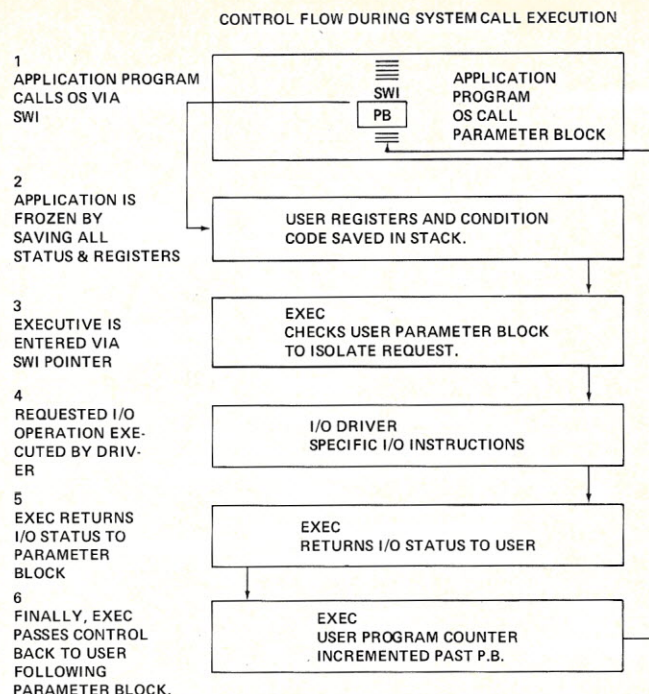 CONTROL FLOW DURING SYSTEM CALL EXECUTION
1
APPLICATION PROGRAM
CALLS OS VIA
SWI
SWI
PB
APPLICATION
PROGRAM
OS CALL
PARAMETER BLOCK
2
APPLICATION IS
FROZEN BY
SAVING ALL
STATUS & REGISTERS
USER REGISTERS AND CONDITION
CODE SAVED IN STACK.
3
EXECUTIVE IS
ENTERED VIA
SWI POINTER
EXEC
CHECKS USER PARAMETER BLOCK
TO ISOLATE REQUEST.
4
REQUESTED I/O
OPERATION EXE-
CUTED BY DRIV-
ER
I/O DRIVER
SPECIFIC I/O INSTRUCTIONS
5
EXEC RETURNS
I/O STATUS TO
PARAMETER
BLOCK
EXEC
RETURNS I/O STATUS TO USER
6
FINALLY, EXEC
PASSES CONTROL
BACK TO USER
FOLLOWING
PARAMETER BLOCK.
EXEC
USER PROGRAM COUNTER
INCREMENTED PAST P.B.